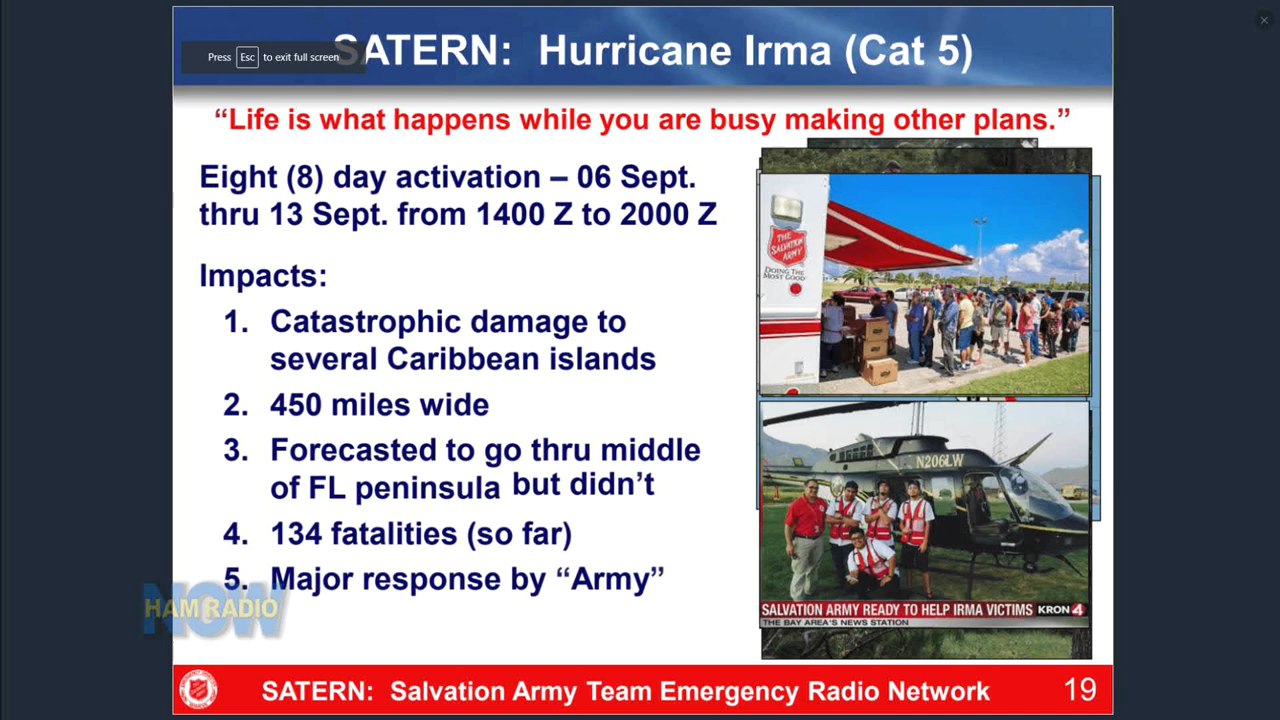 SATERN: Hurricane Irma (Cat 5)
Press Esc to exit full screen
“Life is what happens while you are busy making other plans.”
Eight (8) day activation – 06 Sept.
thru 13 Sept. from 1400 Z to 2000 Z
Impacts:
1. Catastrophic damage to
several Caribbean islands
2. 450 miles wide
3. Forecasted to go thru middle
of FL peninsula but didn’t
4. 134 fatalities (so far)
5. Major response by “Army”
THE
SALVATION
ARMY
DOING THE
MOST GOOD
N206LW
SALVATION ARMY READY TO HELP IRMA VICTIMS KRON 4
THE BAY AREA'S NEWS STATION
HAM RADIO
NOW
SATERN: Salvation Army Team Emergency Radio Network 19